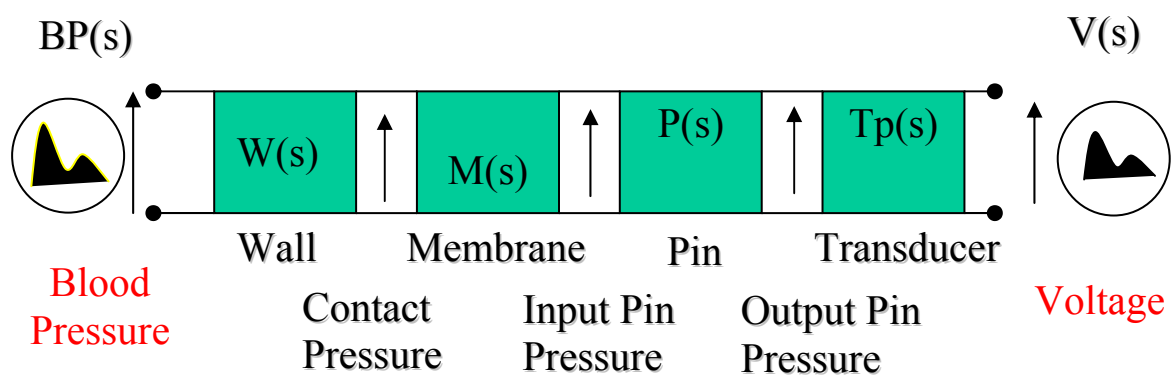 BP(s)
V(s)
W(s)
M(s)
P(s)
Tp(s)
Wall
Membrane
Pin
Transducer
Blood
Pressure
Contact
Pressure
Input Pin
Pressure
Output Pin
Pressure
Voltage